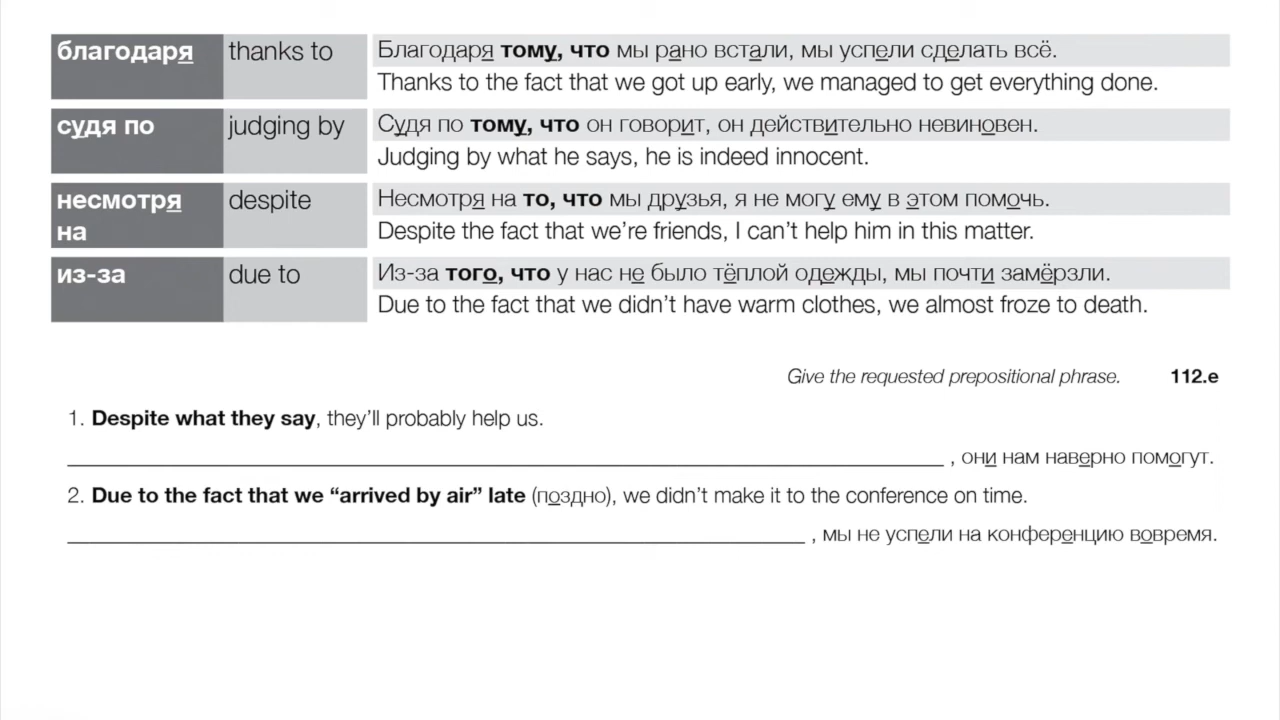 благодаря thanks to Благодаря тому, что мы рано встали, мы успели сделать всё.
Thanks to the fact that we got up early, we managed to get everything done.
судя по judging by Судя по тому, что он говорит, он действительно невиновен.
Judging by what he says, he is indeed innocent.
несмотря despite Несмотря на то, что мы друзья, я не могу ему в этом помочь.
на Despite the fact that we’re friends, I can’t help him in this matter.
из-за due to Из-за того, что у нас не было тёплой одежды, мы почти замёрзли.
Due to the fact that we didn’t have warm clothes, we almost froze to death.
Give the requested prepositional phrase. 112.e
1. Despite what they say, they’ll probably help us.
, они нам наверно помогут.
2. Due to the fact that we “arrived by air” late (поздно), we didn’t make it to the conference on time.
, мы не успели на конференцию вовремя.